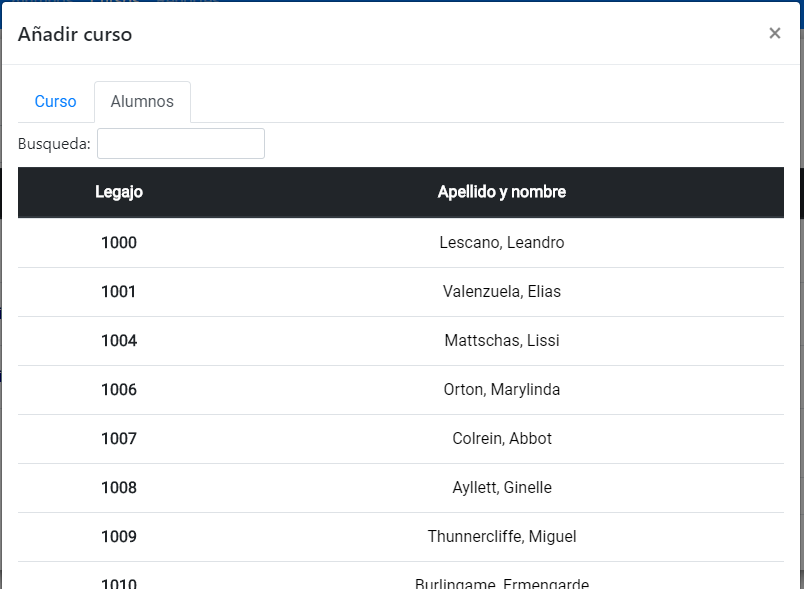 Añadir curso ×
Curso Alumnos
Busqueda:
Legajo Apellido y nombre
1000 Lescano, Leandro
1001 Valenzuela, Elias
1004 Mattschas, Lissi
1006 Orton, Marylinda
1007 Colrein, Abbot
1008 Ayllett, Ginelle
1009 Thunnercliffe, Miguel
1010 Burlingame, Ermengarde